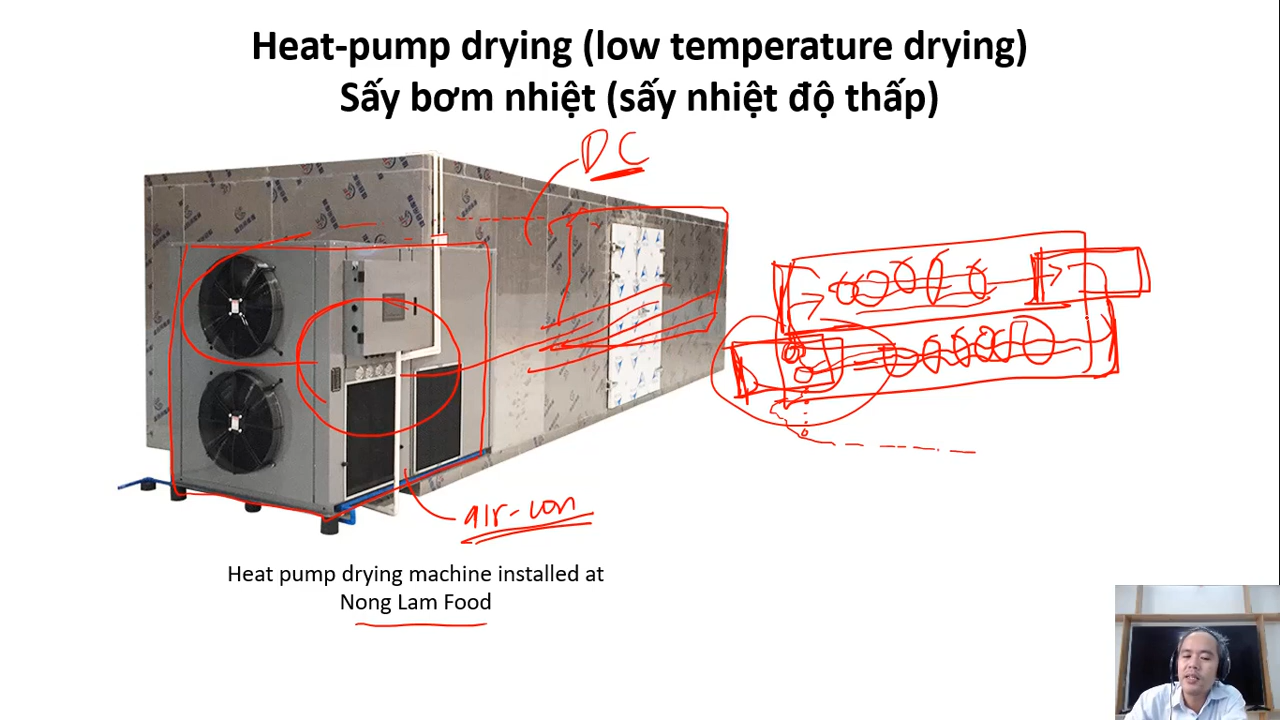 Heat-pump drying (low temperature drying)
Sấy bơm nhiệt (sấy nhiệt độ thấp)
DC
air-con
Heat pump drying machine installed at
Nong Lam Food